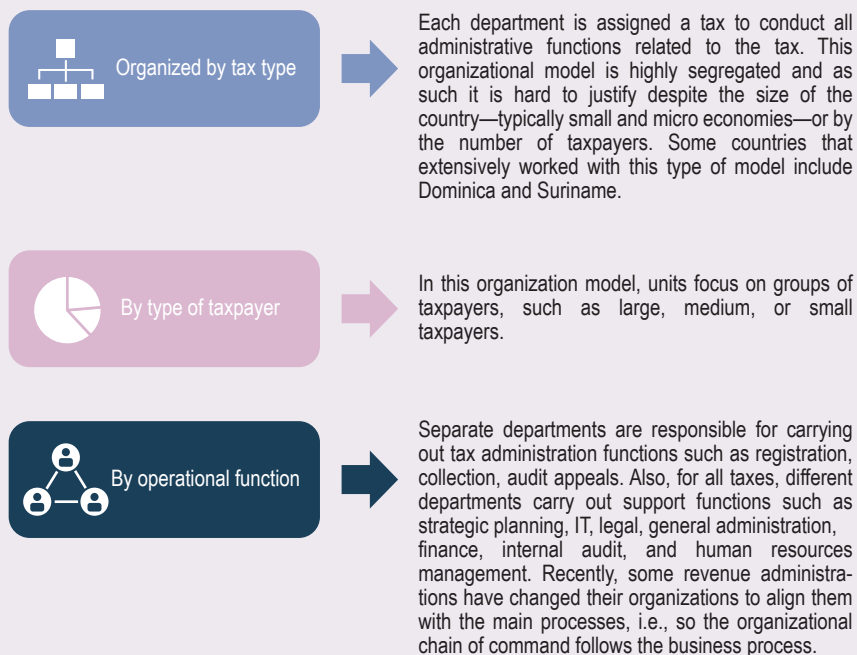 Organized by tax type
Each department is assigned a tax to conduct all
administrative functions related to the tax. This
organizational model is highly segregated and as
such it is hard to justify despite the size of the
country—typically small and micro economies—or by
the number of taxpayers. Some countries that
extensively worked with this type of model include
Dominica and Suriname.
By type of taxpayer
In this organization model, units focus on groups of
taxpayers, such as large, medium, or small
taxpayers.
By operational function
Separate departments are responsible for carrying
out tax administration functions such as registration,
collection, audit appeals. Also, for all taxes, different
departments carry out support functions such as
strategic planning, IT, legal, general administration,
finance, internal audit, and human resources
management. Recently, some revenue administra-
tions have changed their organizations to align them
with the main processes, i.e., so the organizational
chain of command follows the business process.